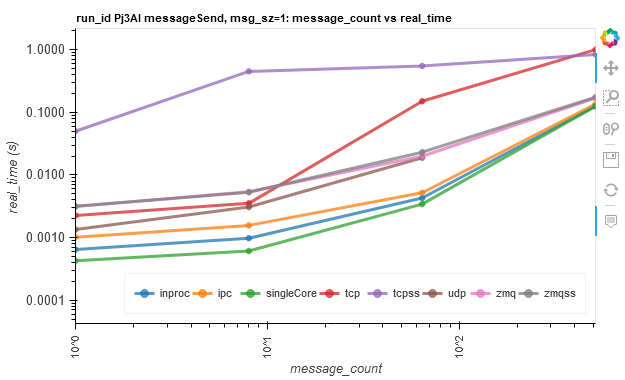 run_id Pj3AI messageSend, msg_sz=1: message_count vs real_time
1.0000
0.1000
0.0100
0.0010
0.0001
real_time (s)
inproc ipc singleCore tcp tcpss udp zmq zmqss
10^0 10^1 10^2
message_count